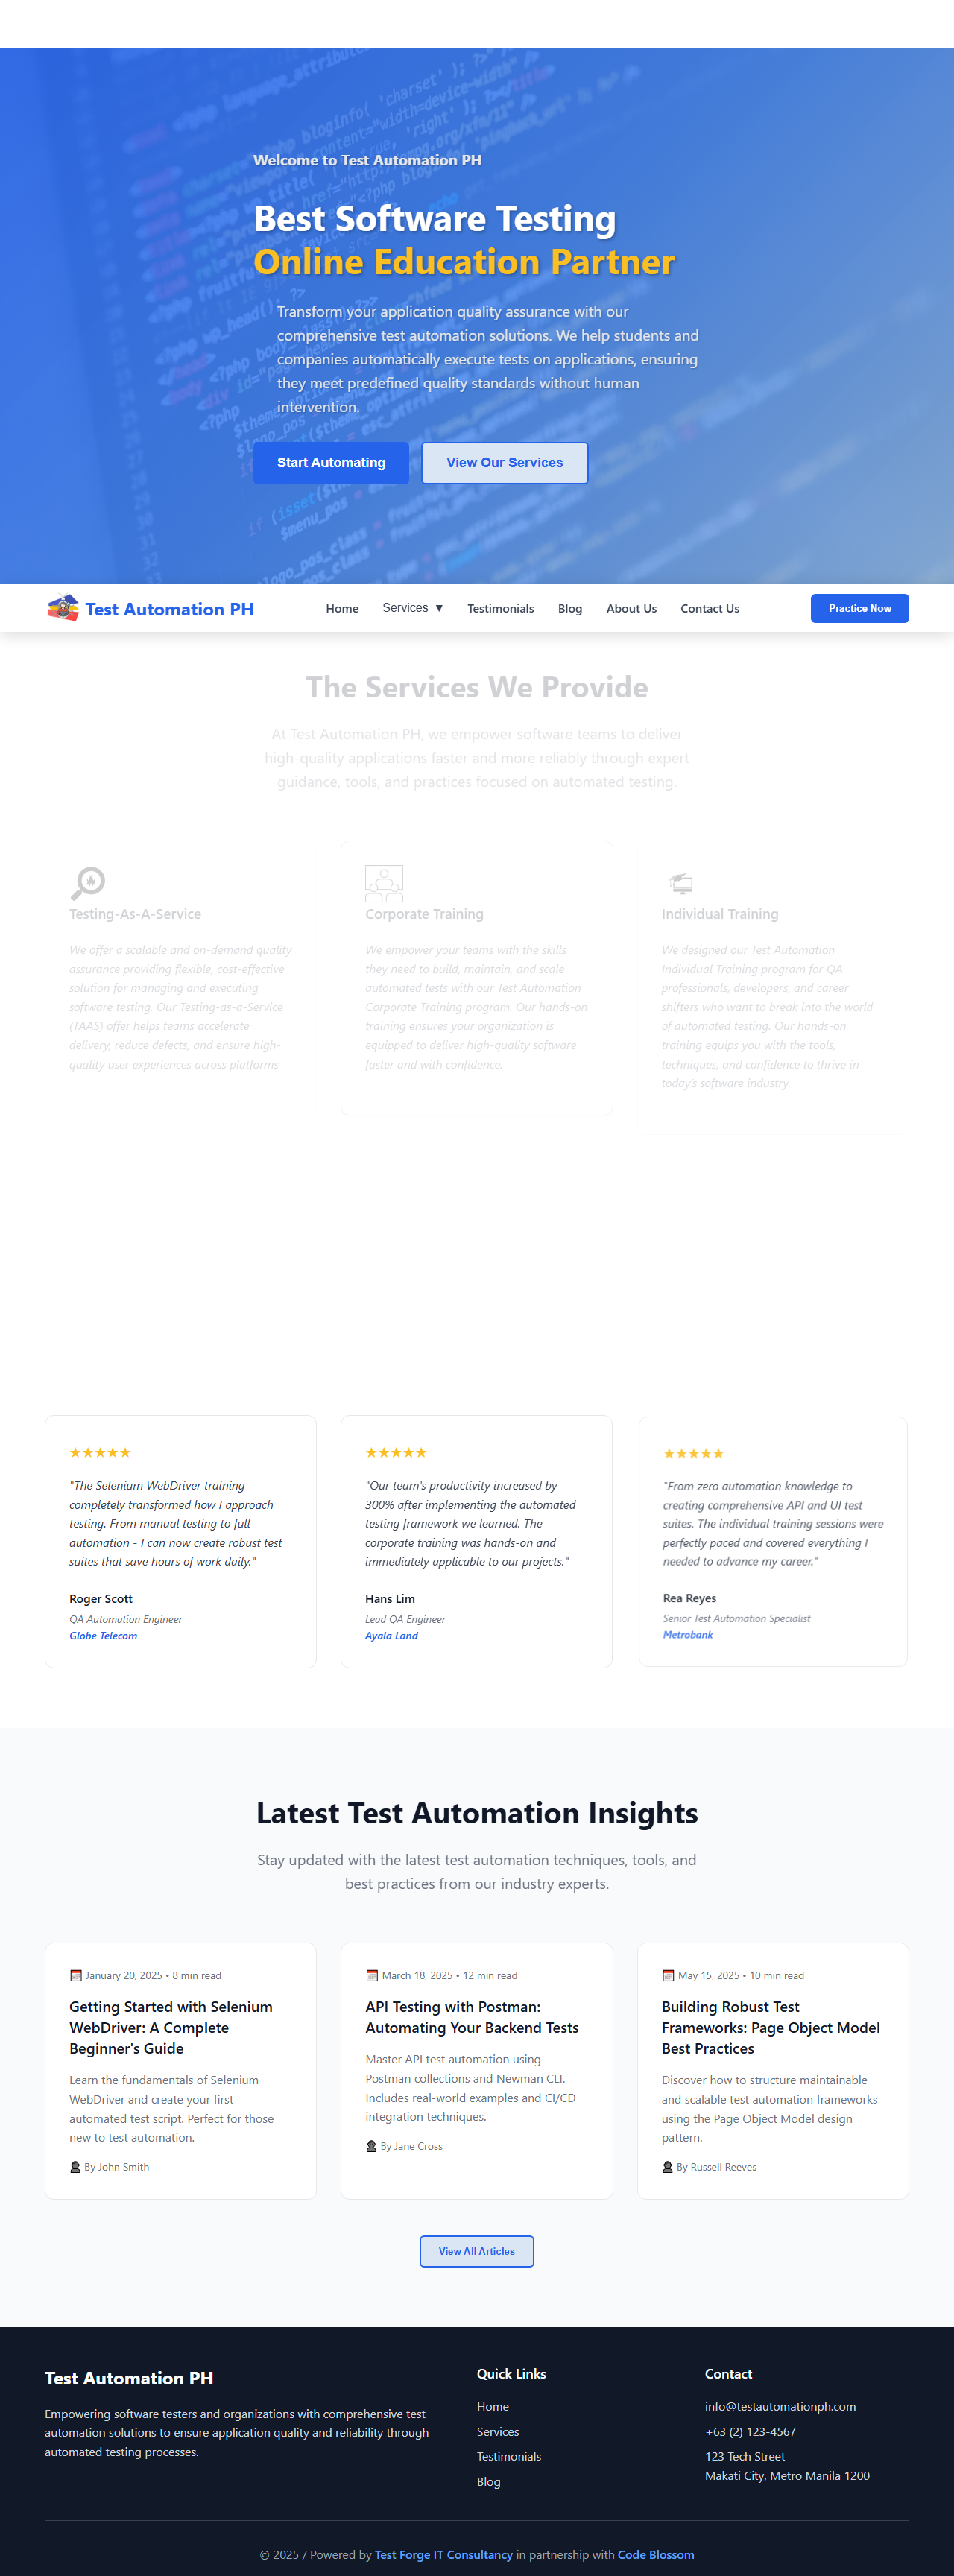 Welcome to Test Automation PH
Best Software Testing
Online Education Partner
Transform your application quality assurance with our
comprehensive test automation solutions. We help students and
companies automatically execute tests on applications, ensuring
they meet predefined quality standards without human
intervention.
Start Automating
View Our Services
Test Automation PH
Home
Services ▼
Testimonials
Blog
About Us
Contact Us
Practice Now
The Services We Provide
At Test Automation PH, we empower software teams to deliver
high-quality applications faster and more reliably through expert
guidance, tools, and practices focused on automated testing.
Testing-As-A-Service
We offer a scalable and on-demand quality
assurance providing flexible, cost-effective
solution for managing and executing
software testing. Our Testing-as-a-Service
(TAAS) offer helps teams accelerate
delivery, reduce defects, and ensure high-
quality user experiences across platforms
Corporate Training
We empower your teams with the skills
they need to build, maintain, and scale
automated tests with our Test Automation
Corporate Training program. Our hands-on
training ensures your organization is
equipped to deliver high-quality software
faster and with confidence.
Individual Training
We designed our Test Automation
Individual Training program for QA
professionals, developers, and career
shifters who want to break into the world
of automated testing. Our hands-on
training equips you with the tools,
techniques, and confidence to thrive in
today's software industry.
★★★★★
"The Selenium WebDriver training
completely transformed how I approach
testing. From manual testing to full
automation - I can now create robust test
suites that save hours of work daily."
Roger Scott
QA Automation Engineer
Globe Telecom
★★★★★
"Our team's productivity increased by
300% after implementing the automated
testing framework we learned. The
corporate training was hands-on and
immediately applicable to our projects."
Hans Lim
Lead QA Engineer
Ayala Land
★★★★★
"From zero automation knowledge to
creating comprehensive API and UI test
suites. The individual training sessions were
perfectly paced and covered everything I
needed to advance my career."
Rea Reyes
Senior Test Automation Specialist
Metrobank
Latest Test Automation Insights
Stay updated with the latest test automation techniques, tools, and
best practices from our industry experts.
January 20, 2025 • 8 min read
Getting Started with Selenium
WebDriver: A Complete
Beginner's Guide
Learn the fundamentals of Selenium
WebDriver and create your first
automated test script. Perfect for those
new to test automation.
By John Smith
March 18, 2025 • 12 min read
API Testing with Postman:
Automating Your Backend Tests
Master API test automation using
Postman collections and Newman CLI.
Includes real-world examples and CI/CD
integration techniques.
By Jane Cross
May 15, 2025 • 10 min read
Building Robust Test
Frameworks: Page Object Model
Best Practices
Discover how to structure maintainable
and scalable test automation frameworks
using the Page Object Model design
pattern.
By Russell Reeves
View All Articles
Test Automation PH
Empowering software testers and organizations with comprehensive test
automation solutions to ensure application quality and reliability through
automated testing processes.
Quick Links
Home
Services
Testimonials
Blog
Contact
info@testautomationph.com
+63 (2) 123-4567
123 Tech Street
Makati City, Metro Manila 1200
© 2025 / Powered by Test Forge IT Consultancy in partnership with Code Blossom